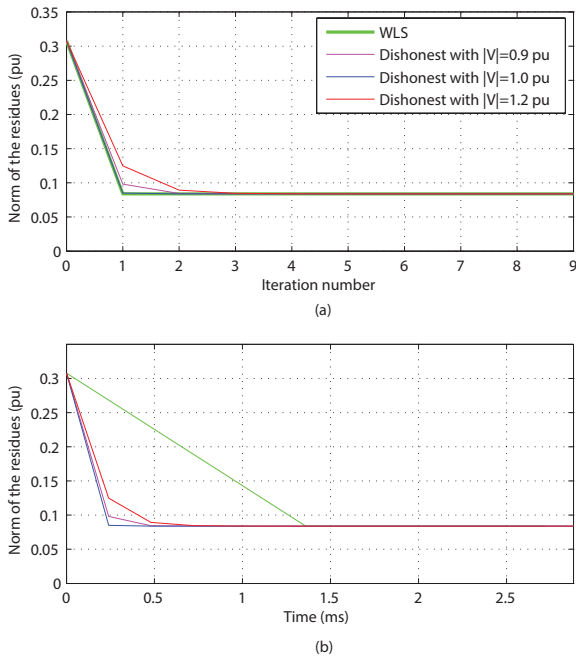 0.35
0.3
0.25
0.2
0.15
0.1
0.05
0
Norm of the residues (pu)
WLS
Dishonest with |V|=0.9 pu
Dishonest with |V|=1.0 pu
Dishonest with |V|=1.2 pu
0 1 2 3 4 5 6 7 8 9
Iteration number
(a)
0.3
0.25
0.2
0.15
0.1
0.05
0
Norm of the residues (pu)
0 0.5 1 1.5 2 2.5
Time (ms)
(b)